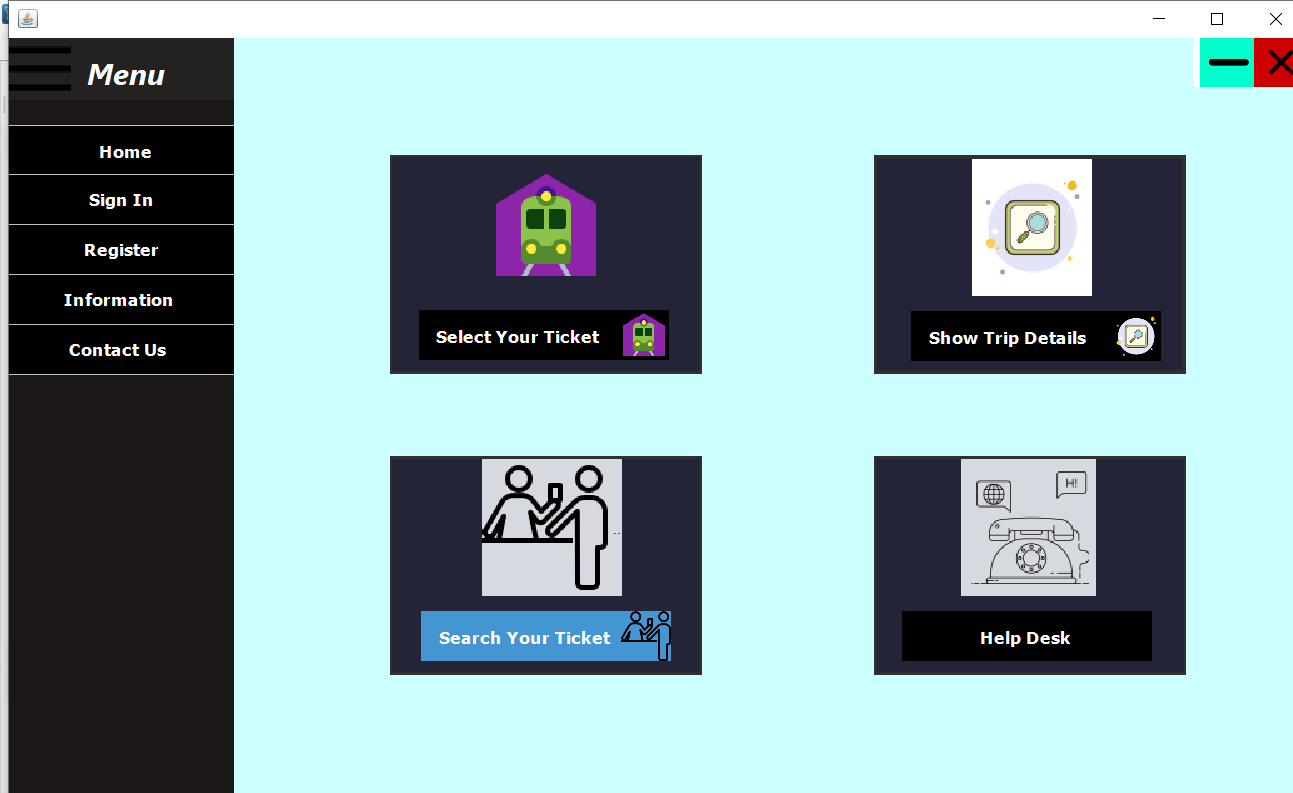 Menu
Home
Sign In
Register
Information
Contact Us
Select Your Ticket
Show Trip Details
Hi!
Search Your Ticket
Help Desk